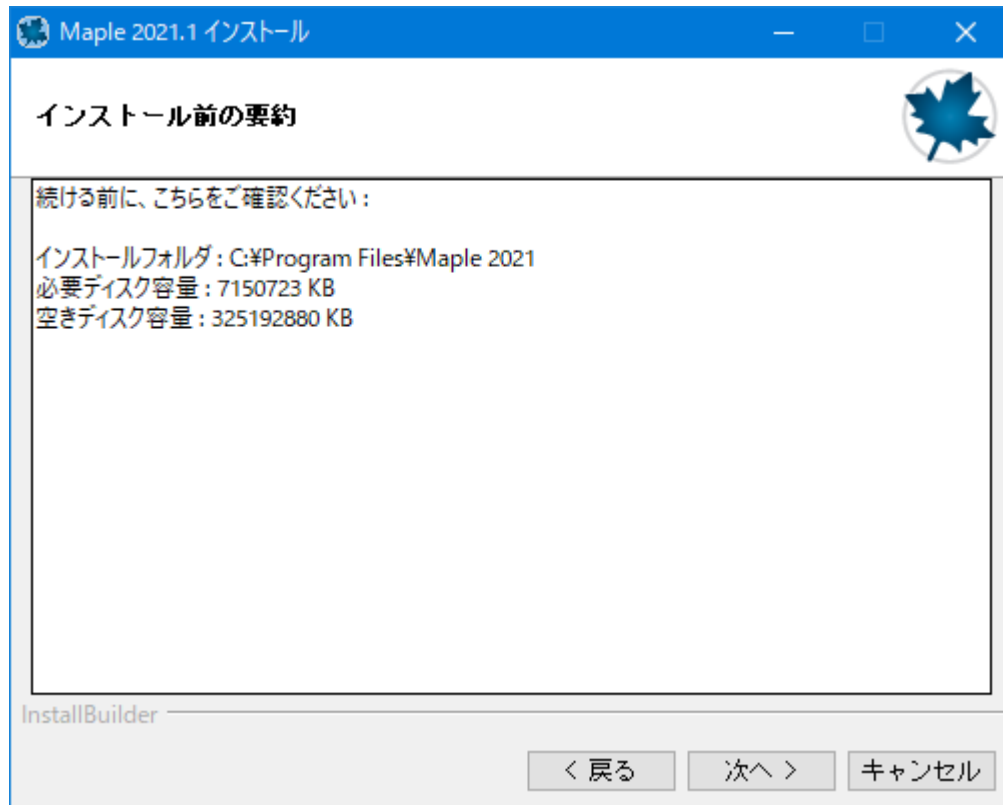 Maple 2021.1 インストール
インストール前の要約
続ける前に、こちらをご確認ください :
インストールフォルダ : C:¥Program Files¥Maple 2021
必要ディスク容量 : 7150723 KB
空きディスク容量 : 325192880 KB
InstallBuilder
< 戻る 次へ > キャンセル